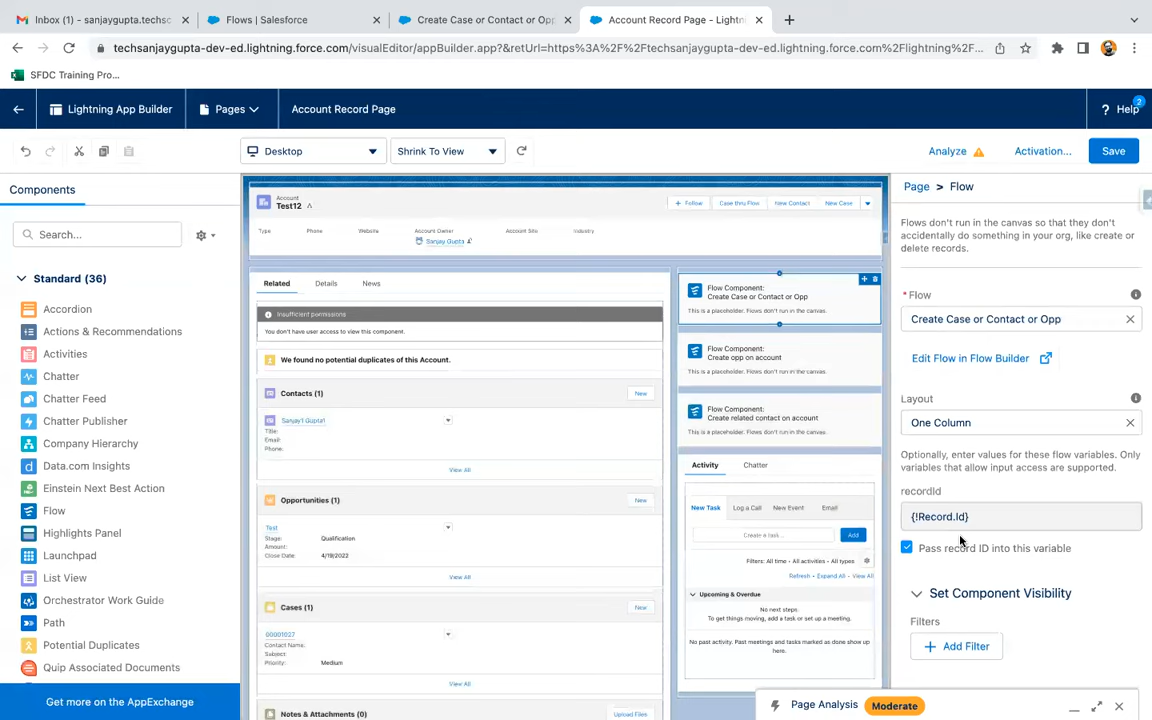 Inbox (1) - sanjaygupta.techsc
Flows | Salesforce
Create Case or Contact or Opp
Account Record Page - Lightni
techsanjaygupta-dev-ed.lightning.force.com/visualEditor/appBuilder.app?&retUrl=https%3A%2F%2Ftechsanjaygupta-dev-ed.lightning.force.com%2Flightning%2F...
SFDC Training Pro...
Lightning App Builder
Pages
Account Record Page
? Help
2
Desktop
Shrink To View
Analyze
Activation...
Save
Components
Search...
Standard (36)
Accordion
Actions & Recommendations
Activities
Chatter
Chatter Feed
Chatter Publisher
Company Hierarchy
Data.com Insights
Einstein Next Best Action
Flow
Highlights Panel
Launchpad
List View
Orchestrator Work Guide
Path
Potential Duplicates
Quip Associated Documents
Get more on the AppExchange
Account
Test12
+ Follow
Case thru Flow
New Contact
New Case
Type
Phone
Website
Account Owner
Account Site
Industry
Sanjay Gupta
Related
Details
News
Insufficient permissions
You don't have user access to view this component.
We found no potential duplicates of this Account.
Contacts (1)
New
Sanjay1 Gupta1
Title:
Email:
Phone:
View All
Opportunities (1)
New
Test
Stage: Qualification
Amount:
Close Date: 4/19/2022
View All
Cases (1)
New
00001027
Contact Name:
Subject:
Priority: Medium
View All
Notes & Attachments (0)
Upload Files
Flow Component:
Create Case or Contact or Opp
This is a placeholder. Flows don't run in the canvas.
Flow Component:
Create opp on account
This is a placeholder. Flows don't run in the canvas.
Flow Component:
Create related contact on account
This is a placeholder. Flows don't run in the canvas.
Activity
Chatter
New Task
Log a Call
New Event
Email
Create a task...
Add
Filters: All time • All activities • All types
Refresh • Expand All • View All
Upcoming & Overdue
No next steps.
To get things moving, add a task or set up a meeting.
No past activity. Past meetings and tasks marked as done show up
here.
Page > Flow
Flows don't run in the canvas so that they don't
accidentally do something in your org, like create or
delete records.
* Flow
Create Case or Contact or Opp
Edit Flow in Flow Builder
Layout
One Column
Optionally, enter values for these flow variables. Only
variables that allow input access are supported.
recordId
{!Record.Id}
Pass record ID into this variable
Set Component Visibility
Filters
+ Add Filter
Page Analysis
Moderate